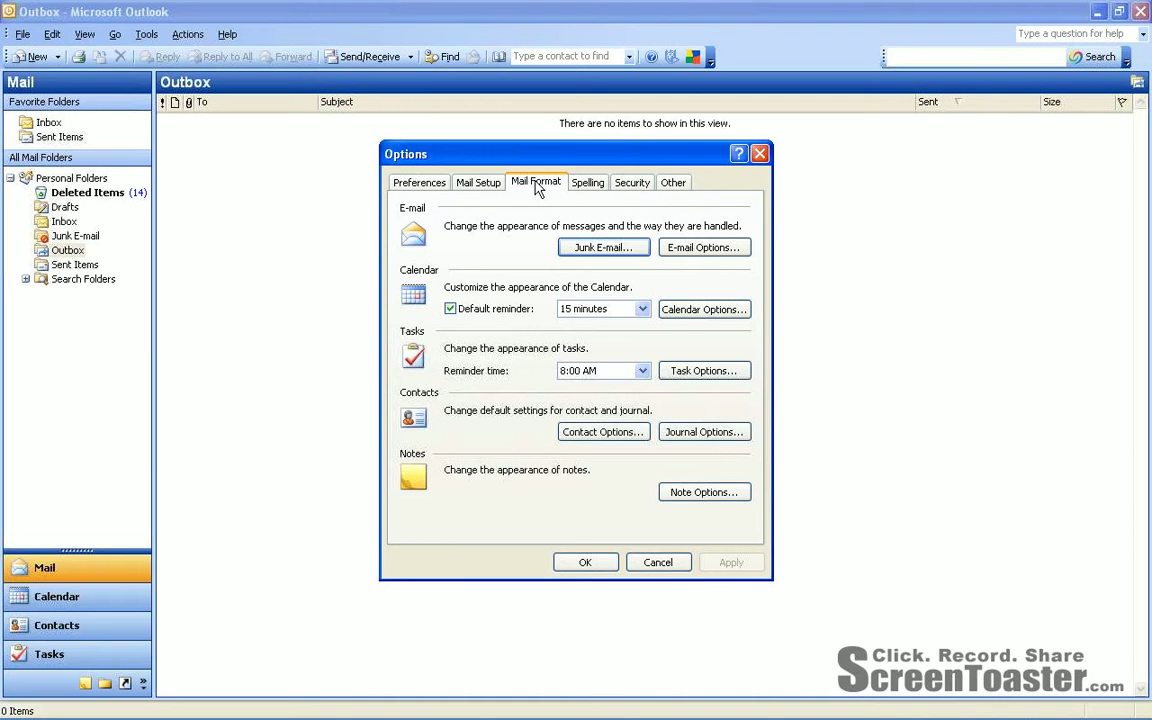 Outbox - Microsoft Outlook
File Edit View Go Tools Actions Help
Type a question for help
New Reply Reply to All Forward Send/Receive Find Type a contact to find Search
Mail
Outbox
Favorite Folders
Inbox
Sent Items
All Mail Folders
Personal Folders
Deleted Items (14)
Drafts
Inbox
Junk E-mail
Outbox
Sent Items
Search Folders
To Subject Sent Size
There are no items to show in this view.
Options
Preferences Mail Setup Mail Format Spelling Security Other
E-mail
Change the appearance of messages and the way they are handled.
Junk E-mail... E-mail Options...
Calendar
Customize the appearance of the Calendar.
Default reminder: 15 minutes Calendar Options...
Tasks
Change the appearance of tasks.
Reminder time: 8:00 AM Task Options...
Contacts
Change default settings for contact and journal.
Contact Options... Journal Options...
Notes
Change the appearance of notes.
Note Options...
OK Cancel Apply
Mail
Calendar
Contacts
Tasks
0 Items
Click. Record. Share
ScreenToaster.com